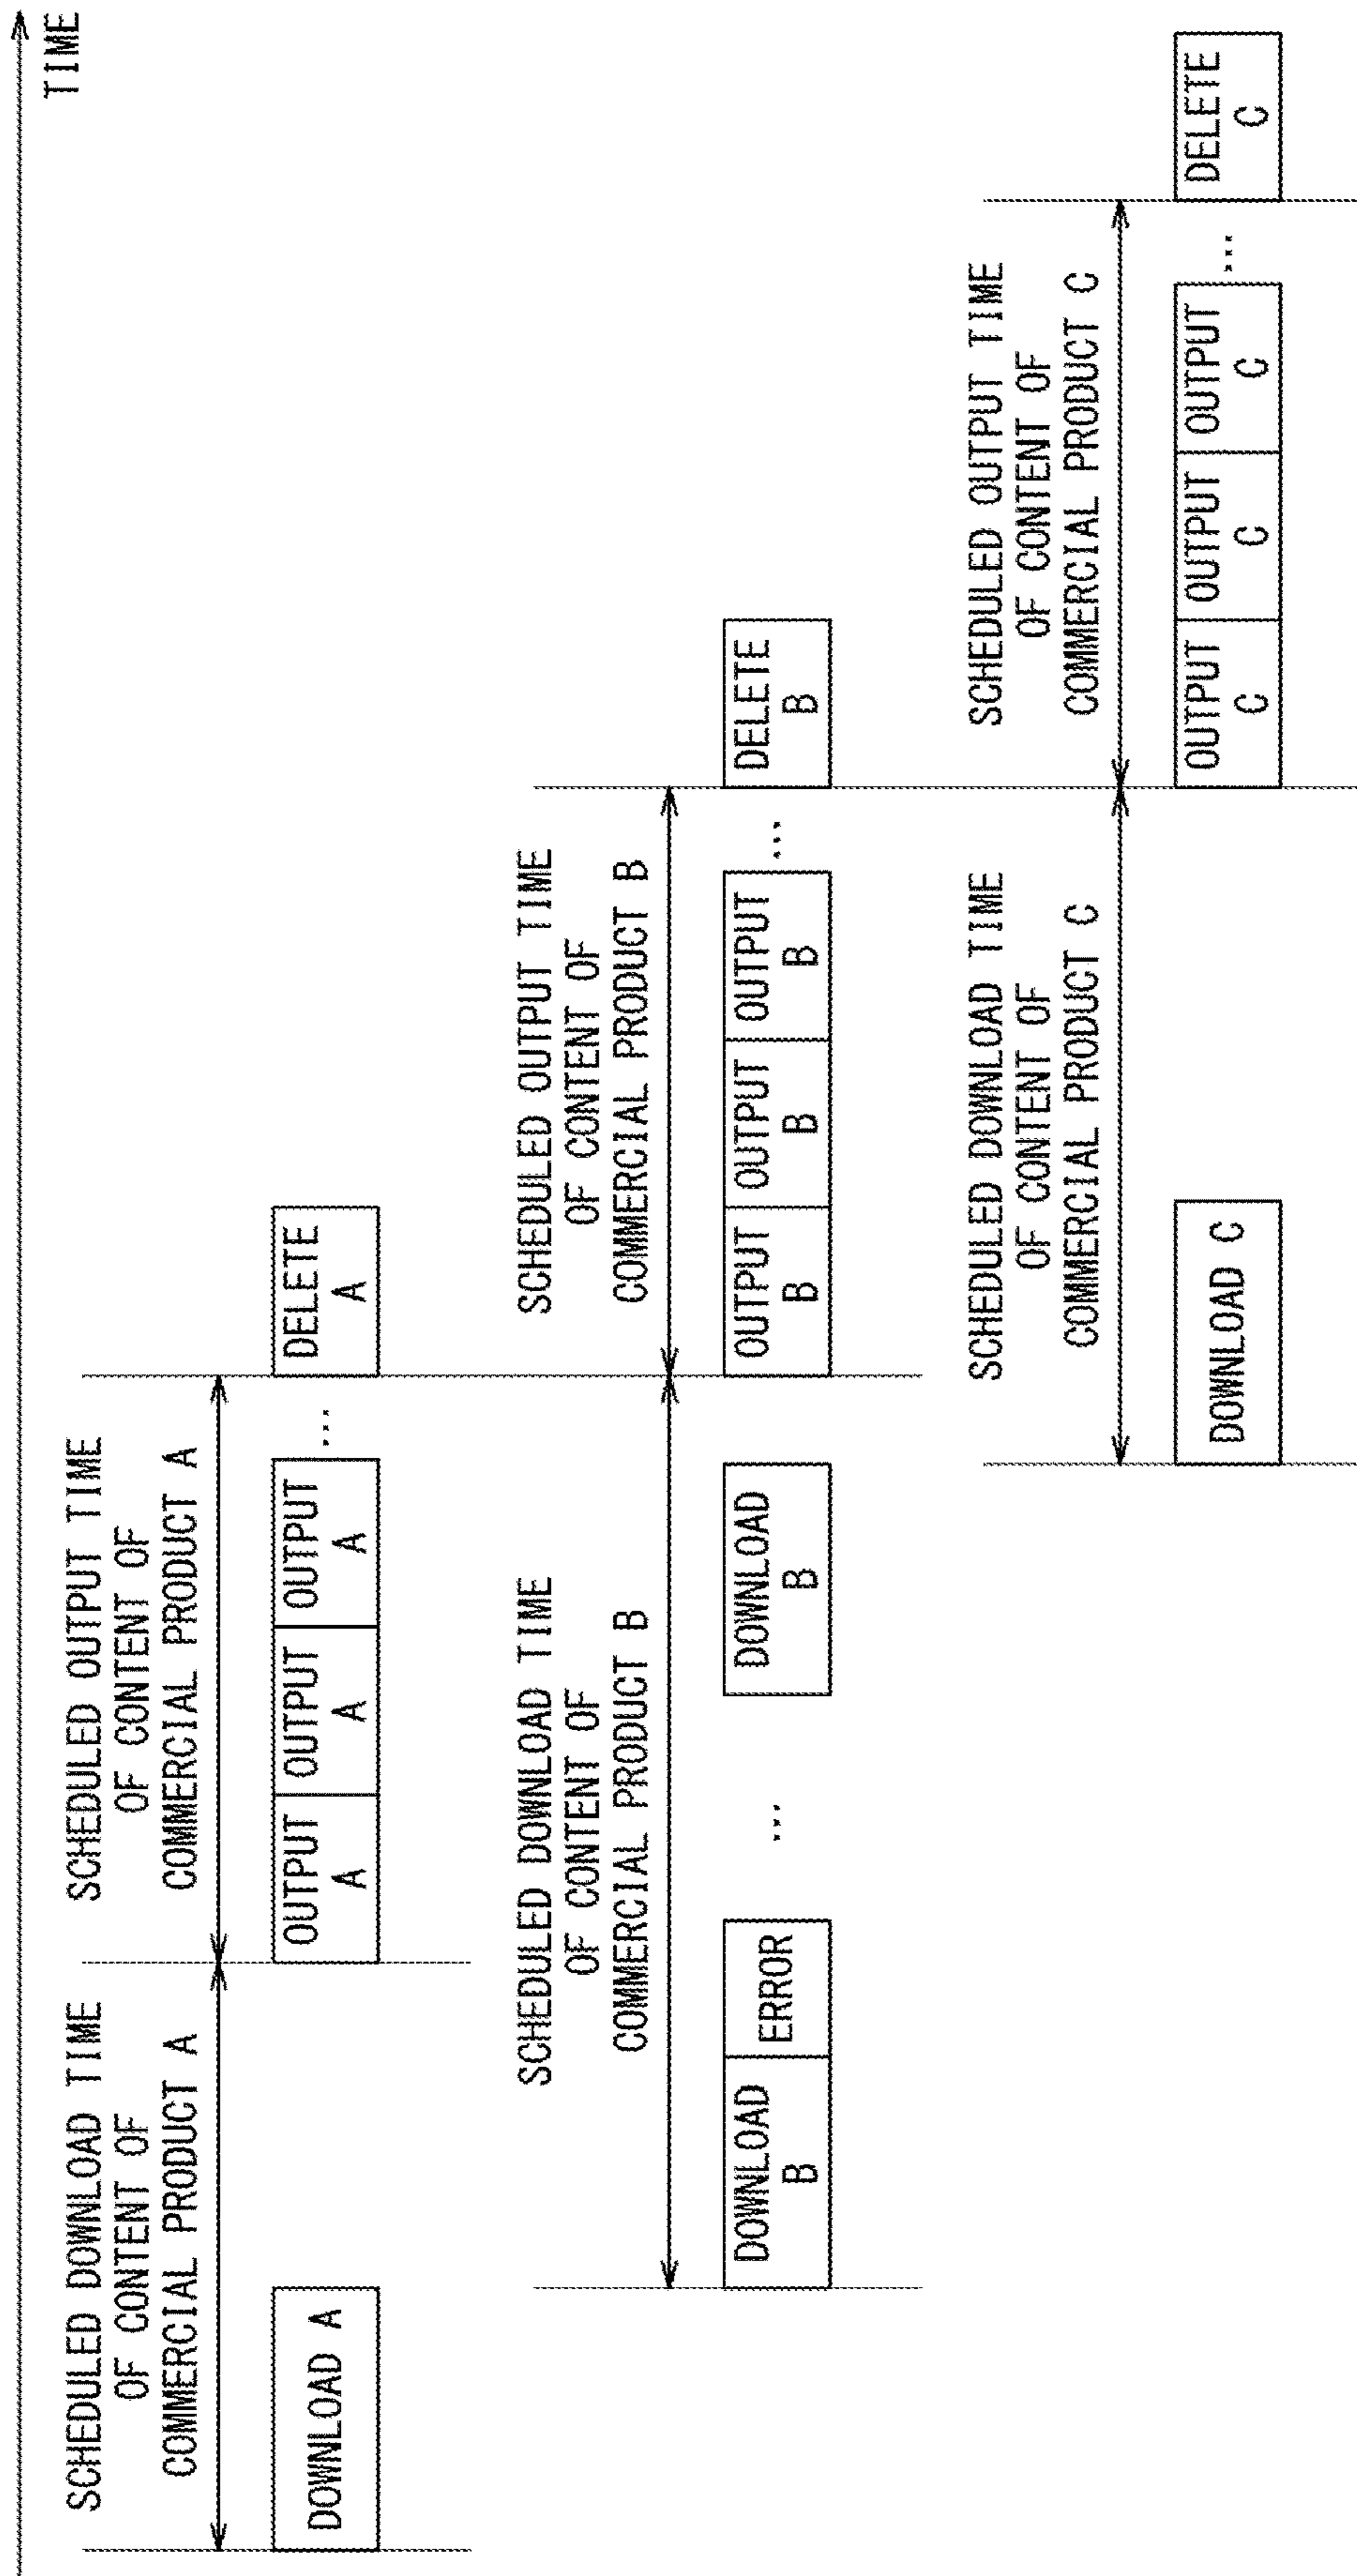 TIME
SCHEDULED DOWNLOAD TIME
OF CONTENT OF
COMMERCIAL PRODUCT A
SCHEDULED OUTPUT TIME
OF CONTENT OF
COMMERCIAL PRODUCT A
DOWNLOAD A
OUTPUT
A
OUTPUT
A
OUTPUT
A
...
DELETE
A
SCHEDULED DOWNLOAD TIME
OF CONTENT OF
COMMERCIAL PRODUCT B
SCHEDULED OUTPUT TIME
OF CONTENT OF
COMMERCIAL PRODUCT B
DOWNLOAD
B
ERROR
...
DOWNLOAD
B
OUTPUT
B
OUTPUT
B
OUTPUT
B
...
DELETE
B
SCHEDULED DOWNLOAD TIME
OF CONTENT OF
COMMERCIAL PRODUCT C
SCHEDULED OUTPUT TIME
OF CONTENT OF
COMMERCIAL PRODUCT C
DOWNLOAD C
OUTPUT
C
OUTPUT
C
OUTPUT
C
...
DELETE
C